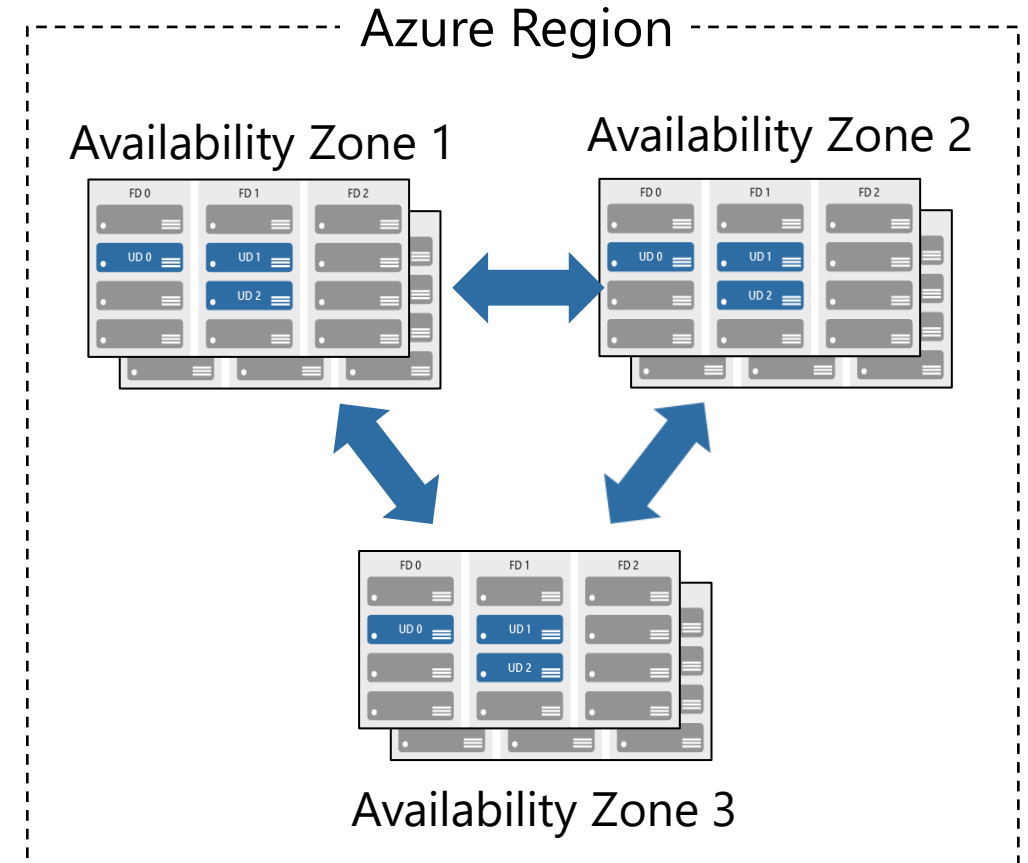 Azure Region
Availability Zone 1
FD 0 FD 1 FD 2
UD 0 UD 1
UD 2
Availability Zone 2
FD 0 FD 1 FD 2
UD 0 UD 1
UD 2
FD 0 FD 1 FD 2
UD 0 UD 1
UD 2
Availability Zone 3